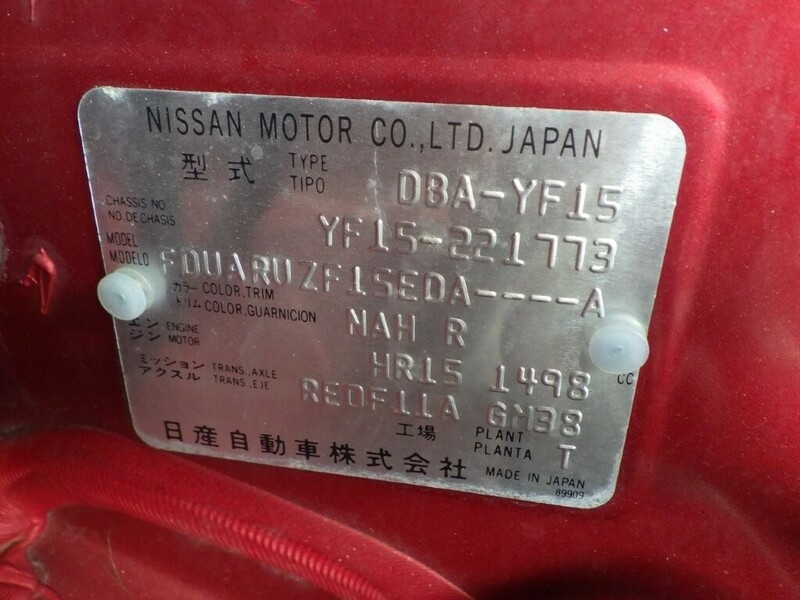 NISSAN MOTOR CO.,LTD. JAPAN
型式 TYPE TIPO DBA-YF15
CHASSIS NO. NO. DE CHASIS YF15-221773
MODEL MODELO FDUARUZFISEDA----A
カラー COLOR,TRIM トリム COLOR,GUARNICION NAH R
エンジン ENGINE MOTOR HR15 1498 CC
ミッション TRANS.,AXLE アクスル TRANS.,EJE RE0F11A GM38
工場 PLANT PLANTA T
日産自動車株式会社 MADE IN JAPAN
89909